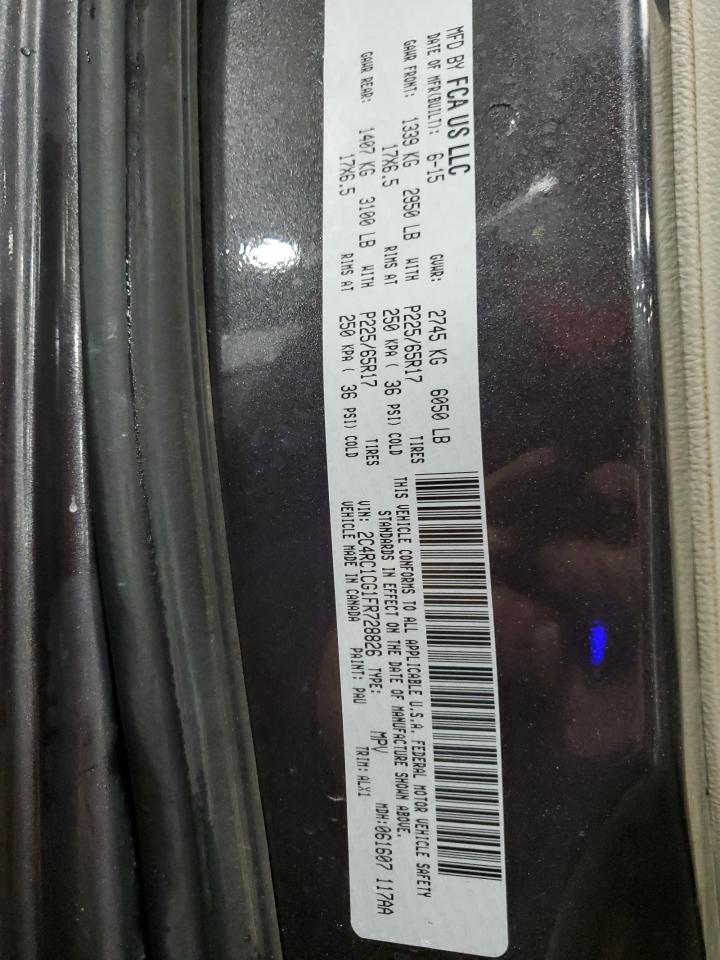 MFD BY FCA US LLC
DATE OF MFR(BUILT): 6-15 GVWR: 2745 KG 6050 LB
GAWR FRONT: 1339 KG 2950 LB WITH P225/65R17 TIRES
17X6.5 RIMS AT 250 KPA ( 36 PSI) COLD
GAWR REAR: 1407 KG 3100 LB WITH P225/65R17 TIRES
17X6.5 RIMS AT 250 KPA ( 36 PSI) COLD
THIS VEHICLE CONFORMS TO ALL APPLICABLE U.S.A. FEDERAL MOTOR VEHICLE SAFETY
STANDARDS IN EFFECT ON THE DATE OF MANUFACTURE SHOWN ABOVE.
VIN: 2C4RC1CG1FR728826 TYPE: MPV MDH:061607 117AA
VEHICLE MADE IN CANADA PAINT: PAU TRIM: ALX1